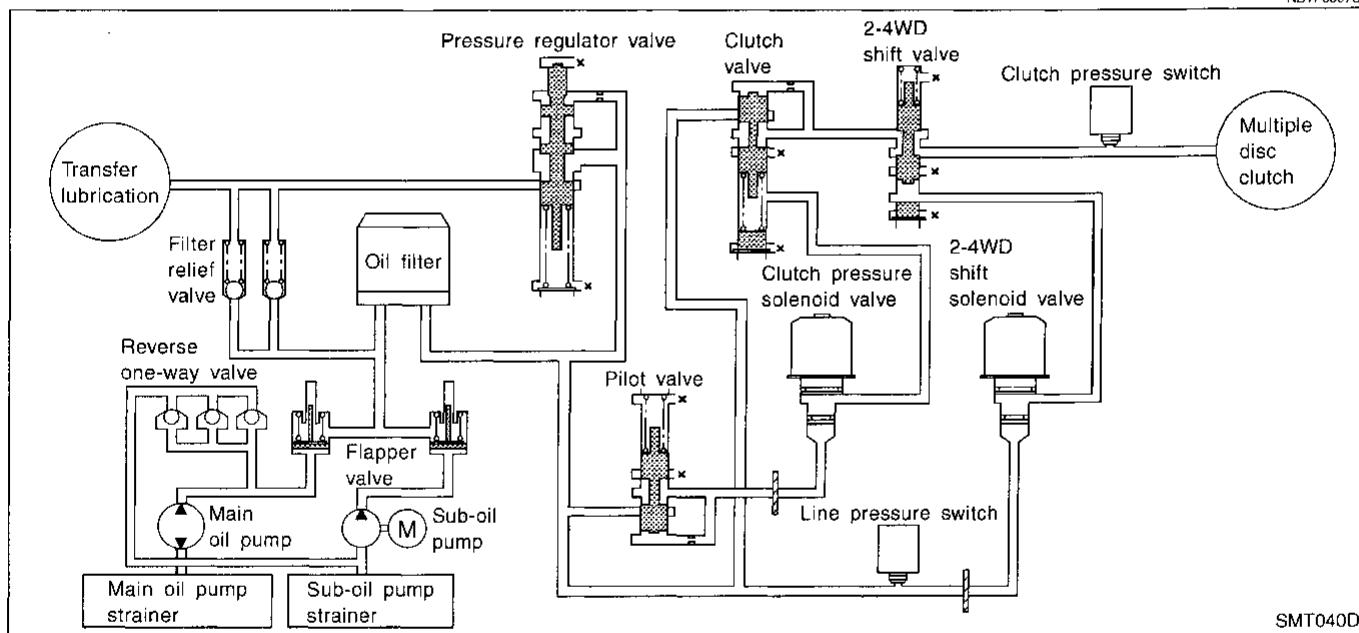 Pressure regulator valve
Clutch
valve
2-4WD
shift valve
Clutch pressure switch
Transfer
lubrication
Multiple
disc
clutch
Filter
relief
valve
Oil filter
Clutch pressure
solenoid valve
2-4WD
shift
solenoid valve
Reverse
one-way valve
Pilot valve
Flapper
valve
Main
oil pump
M
Sub-oil
pump
Line pressure switch
Main oil pump
strainer
Sub-oil pump
strainer
SMT040D